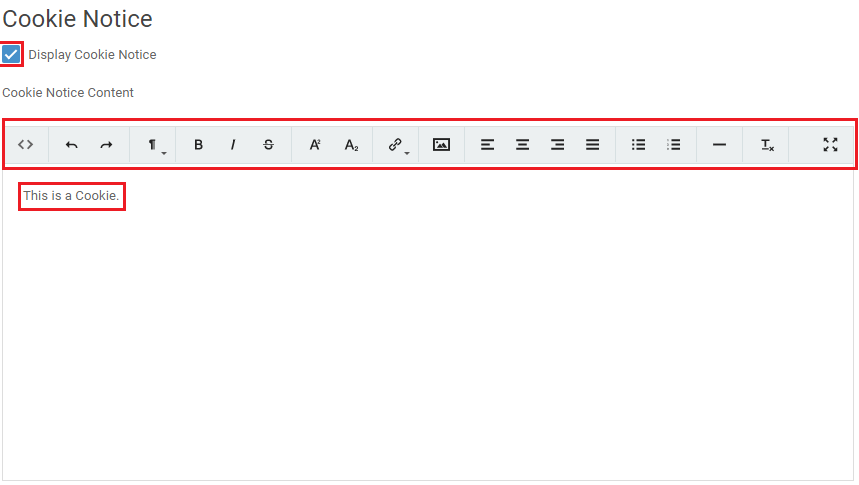 Cookie Notice
Display Cookie Notice
Cookie Notice Content
This is a Cookie.